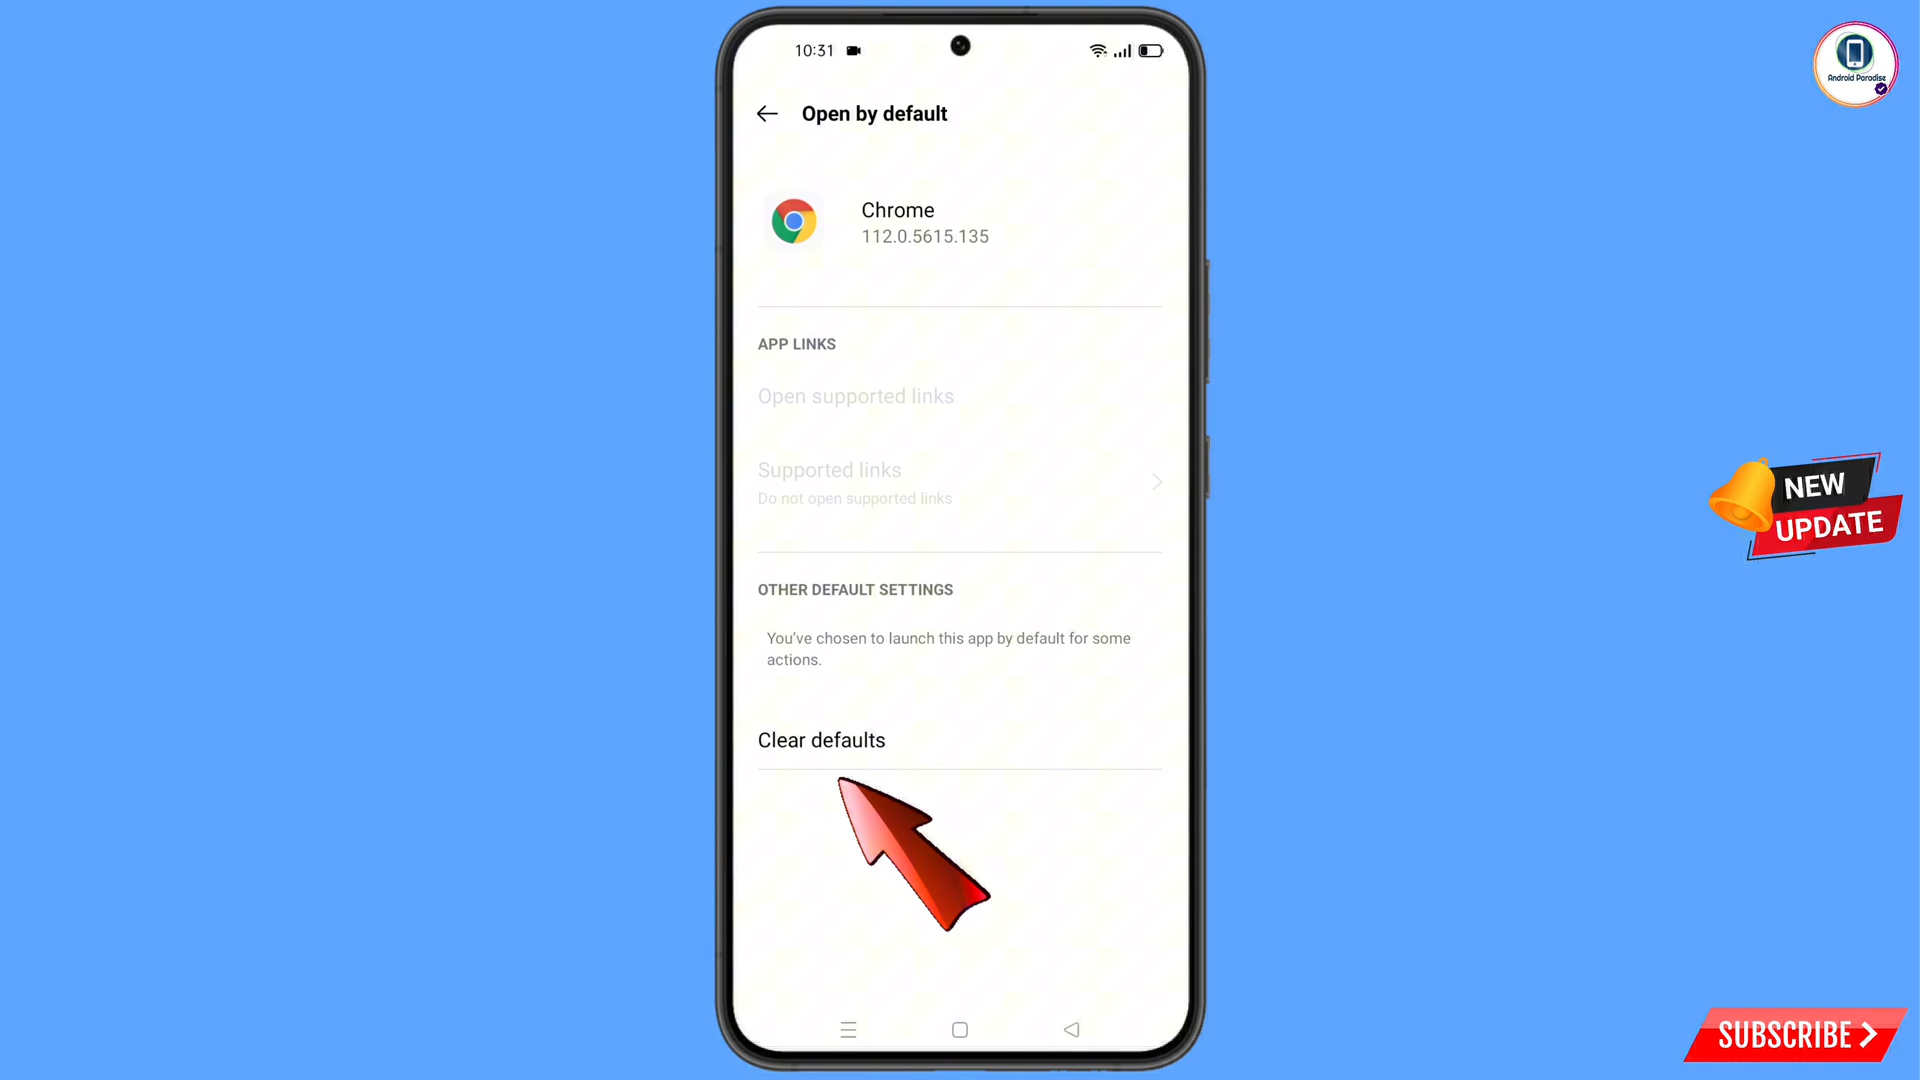 10:31
Open by default
Chrome
112.0.5615.135
APP LINKS
Open supported links
Supported links
Do not open supported links
OTHER DEFAULT SETTINGS
You've chosen to launch this app by default for some
actions.
Clear defaults
Android Paradise
NEW
UPDATE
SUBSCRIBE